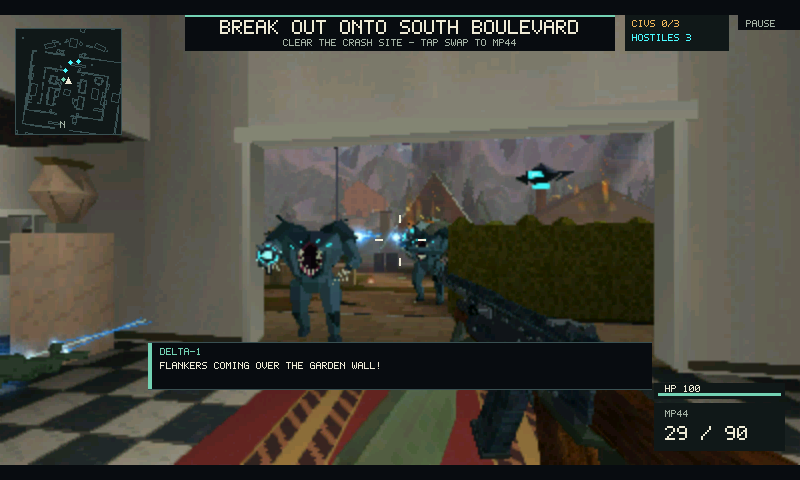 BREAK OUT ONTO SOUTH BOULEVARD
CLEAR THE CRASH SITE - TAP SWAP TO MP44
CIVS 0/3
HOSTILES 3
PAUSE
N
DELTA-1
FLANKERS COMING OVER THE GARDEN WALL!
HP 100
MP44
29 / 90